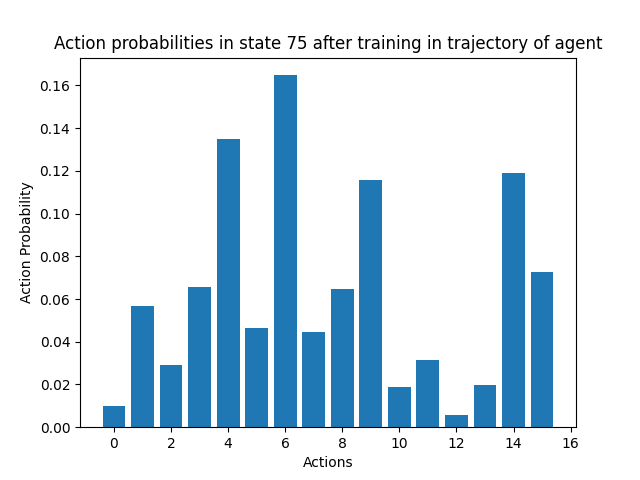 Action probabilities in state 75 after training in trajectory of agent
0.16
0.14
0.12
0.10
0.08
0.06
0.04
0.02
0.00
Action Probability
0 2 4 6 8 10 12 14 16
Actions